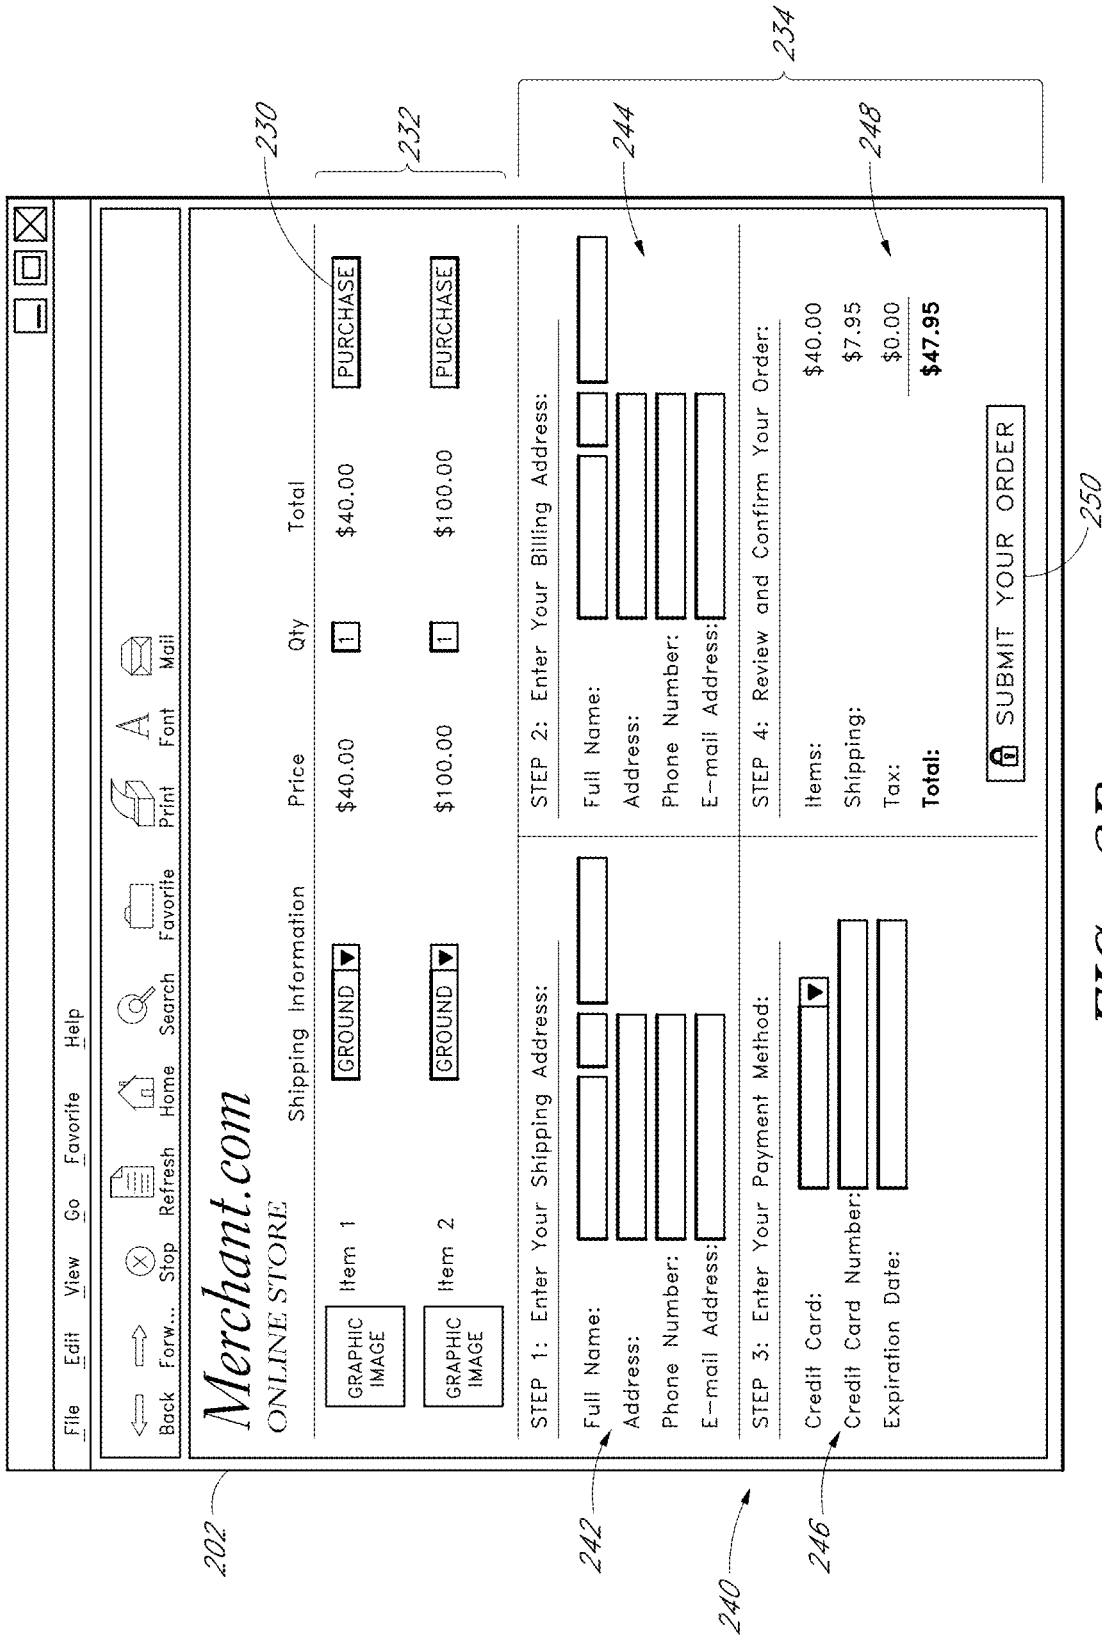 File Edit View Go Favorite Help
Back Forw... Stop Refresh Home Search Favorite Print Font Mail
Merchant.com
ONLINE STORE
Shipping Information Price Qty Total
GRAPHIC IMAGE Item 1 GROUND $40.00 1 $40.00 PURCHASE
GRAPHIC IMAGE Item 2 GROUND $100.00 1 $100.00 PURCHASE
STEP 1: Enter Your Shipping Address:
Full Name:
Address:
Phone Number:
E-mail Address:
STEP 2: Enter Your Billing Address:
Full Name:
Address:
Phone Number:
E-mail Address:
STEP 3: Enter Your Payment Method:
Credit Card:
Credit Card Number:
Expiration Date:
STEP 4: Review and Confirm Your Order:
Items: $40.00
Shipping: $7.95
Tax: $0.00
Total: $47.95
SUBMIT YOUR ORDER
202
230
232
234
240
242
244
246
248
250